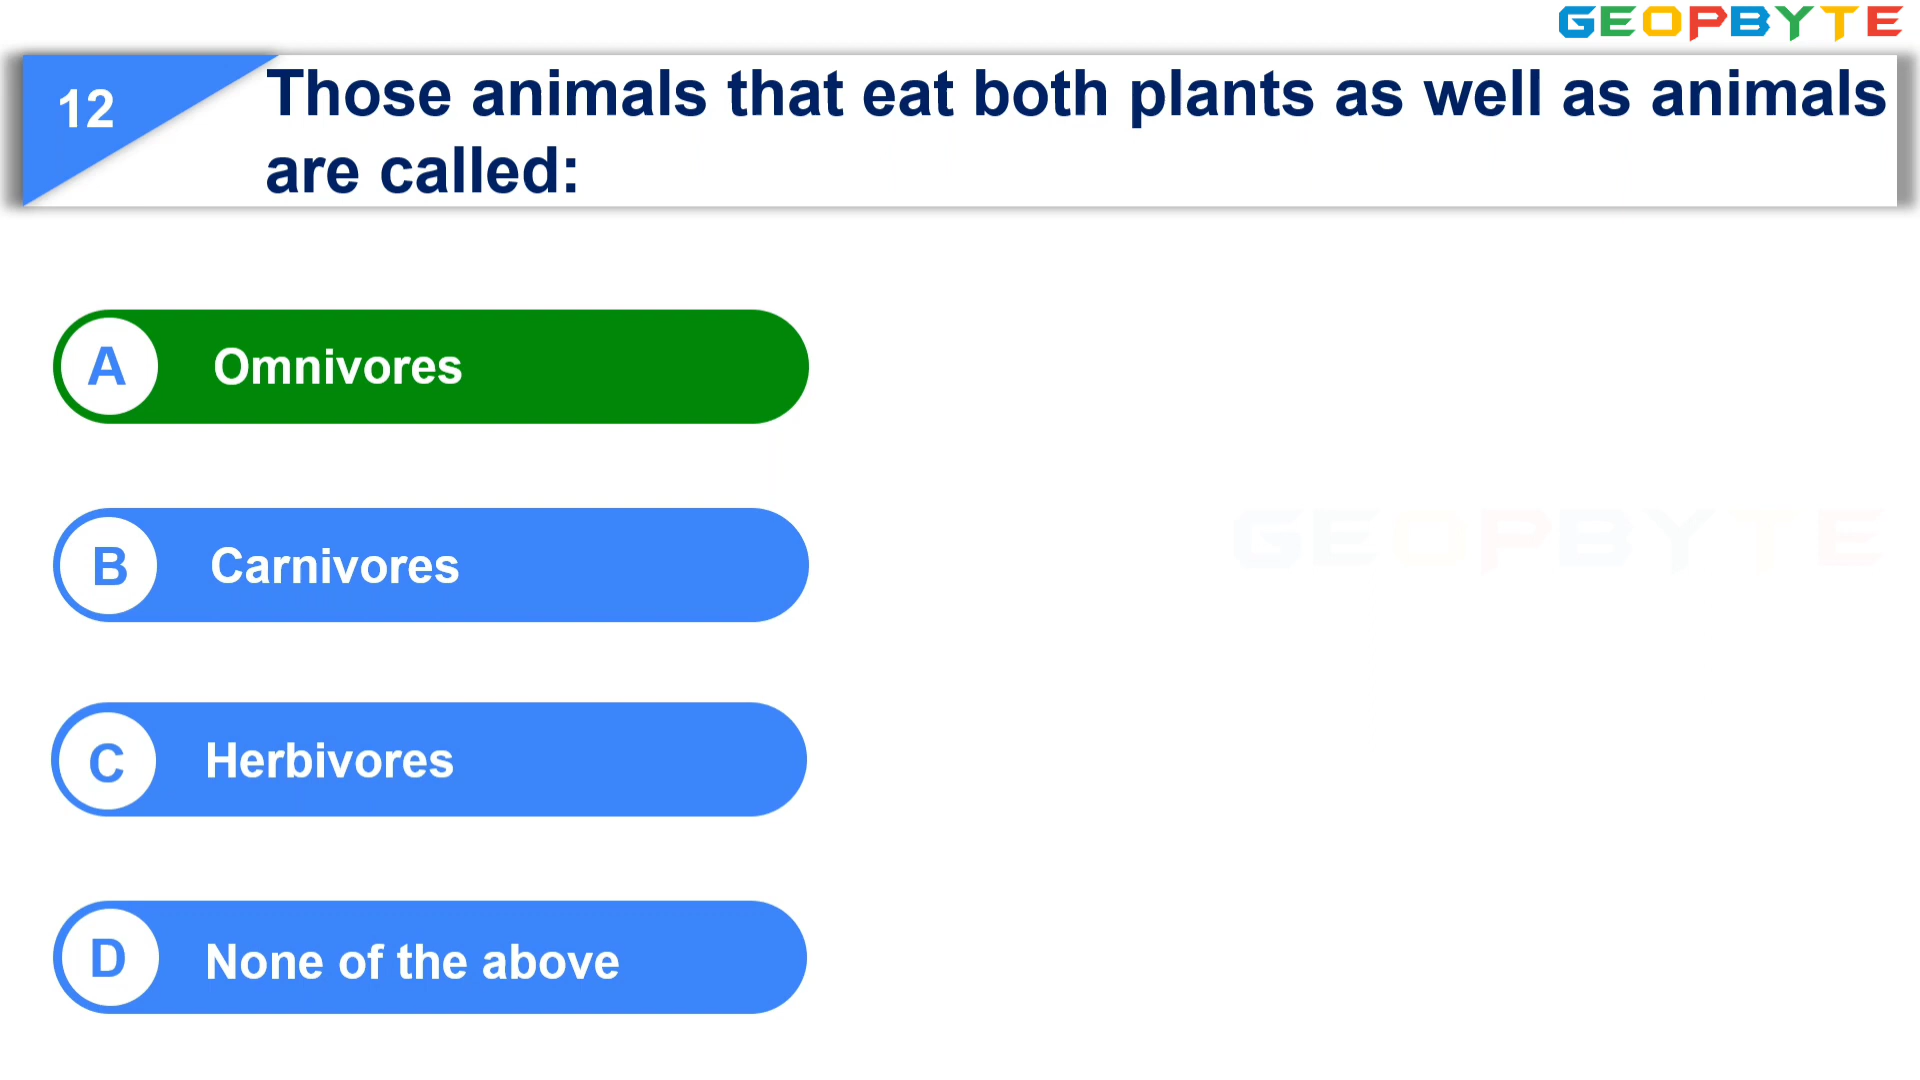 GEOPBYTE
12
Those animals that eat both plants as well as animals
are called:
A Omnivores
B Carnivores
GEOPBYTE
C Herbivores
D None of the above